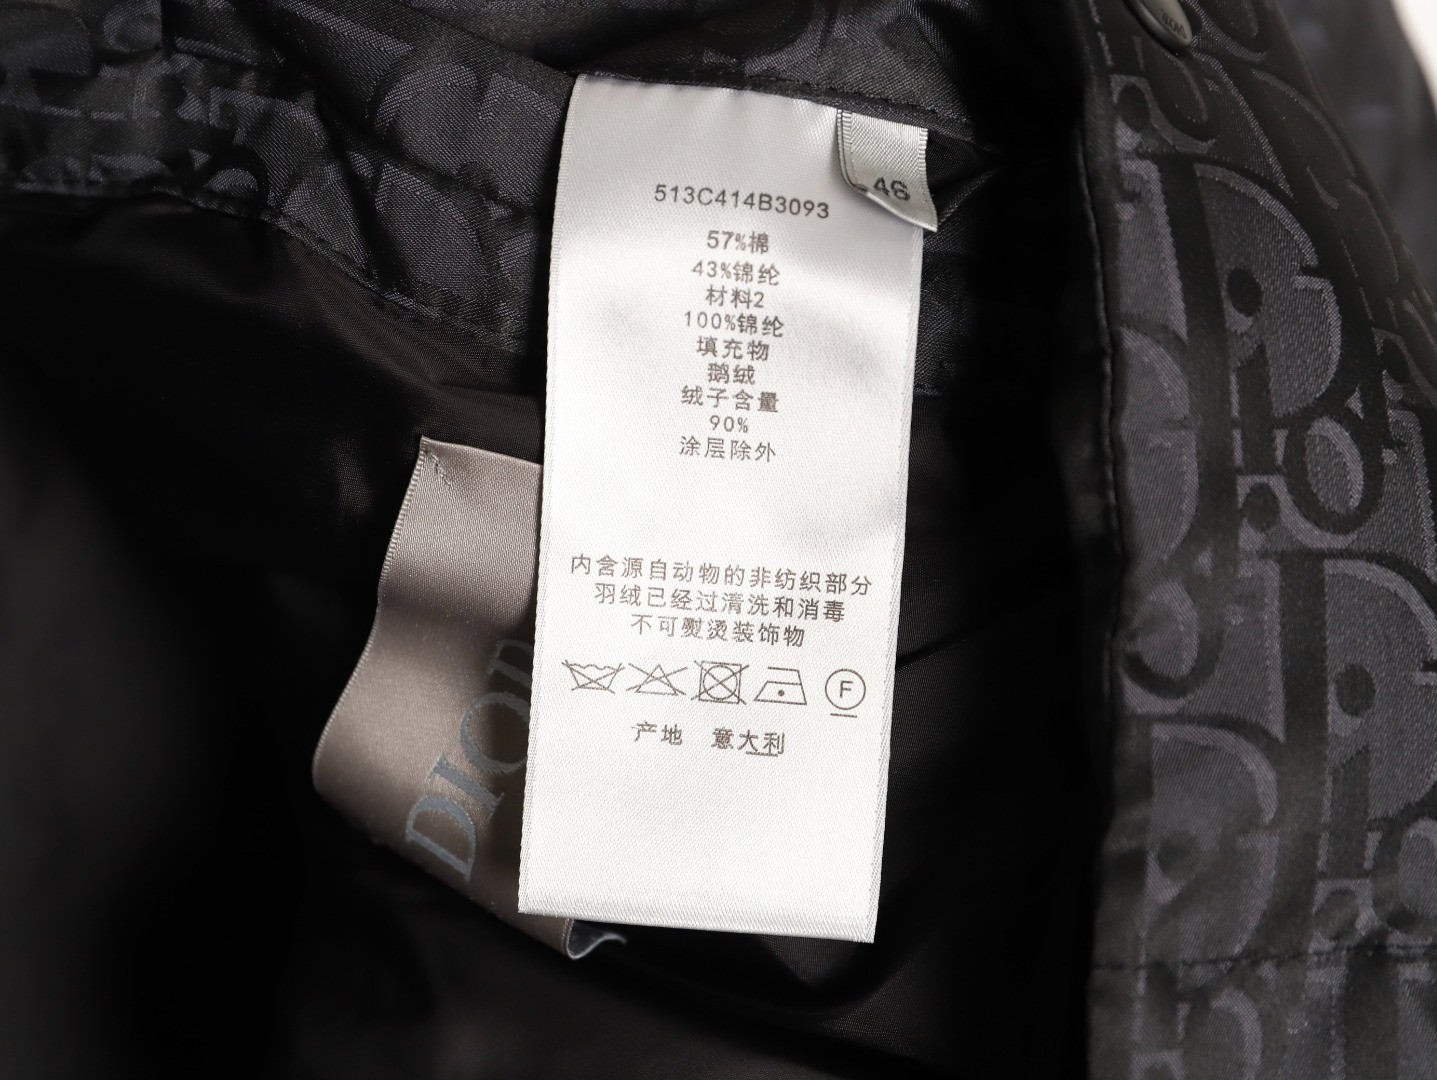 513C414B3093
46
57%棉
43%锦纶
材料2
100%锦纶
填充物
鹅绒
绒子含量
90%
涂层除外
内含源自动物的非纺织部分
羽绒已经过清洗和消毒
不可熨烫装饰物
F
产地 意大利
DIOR